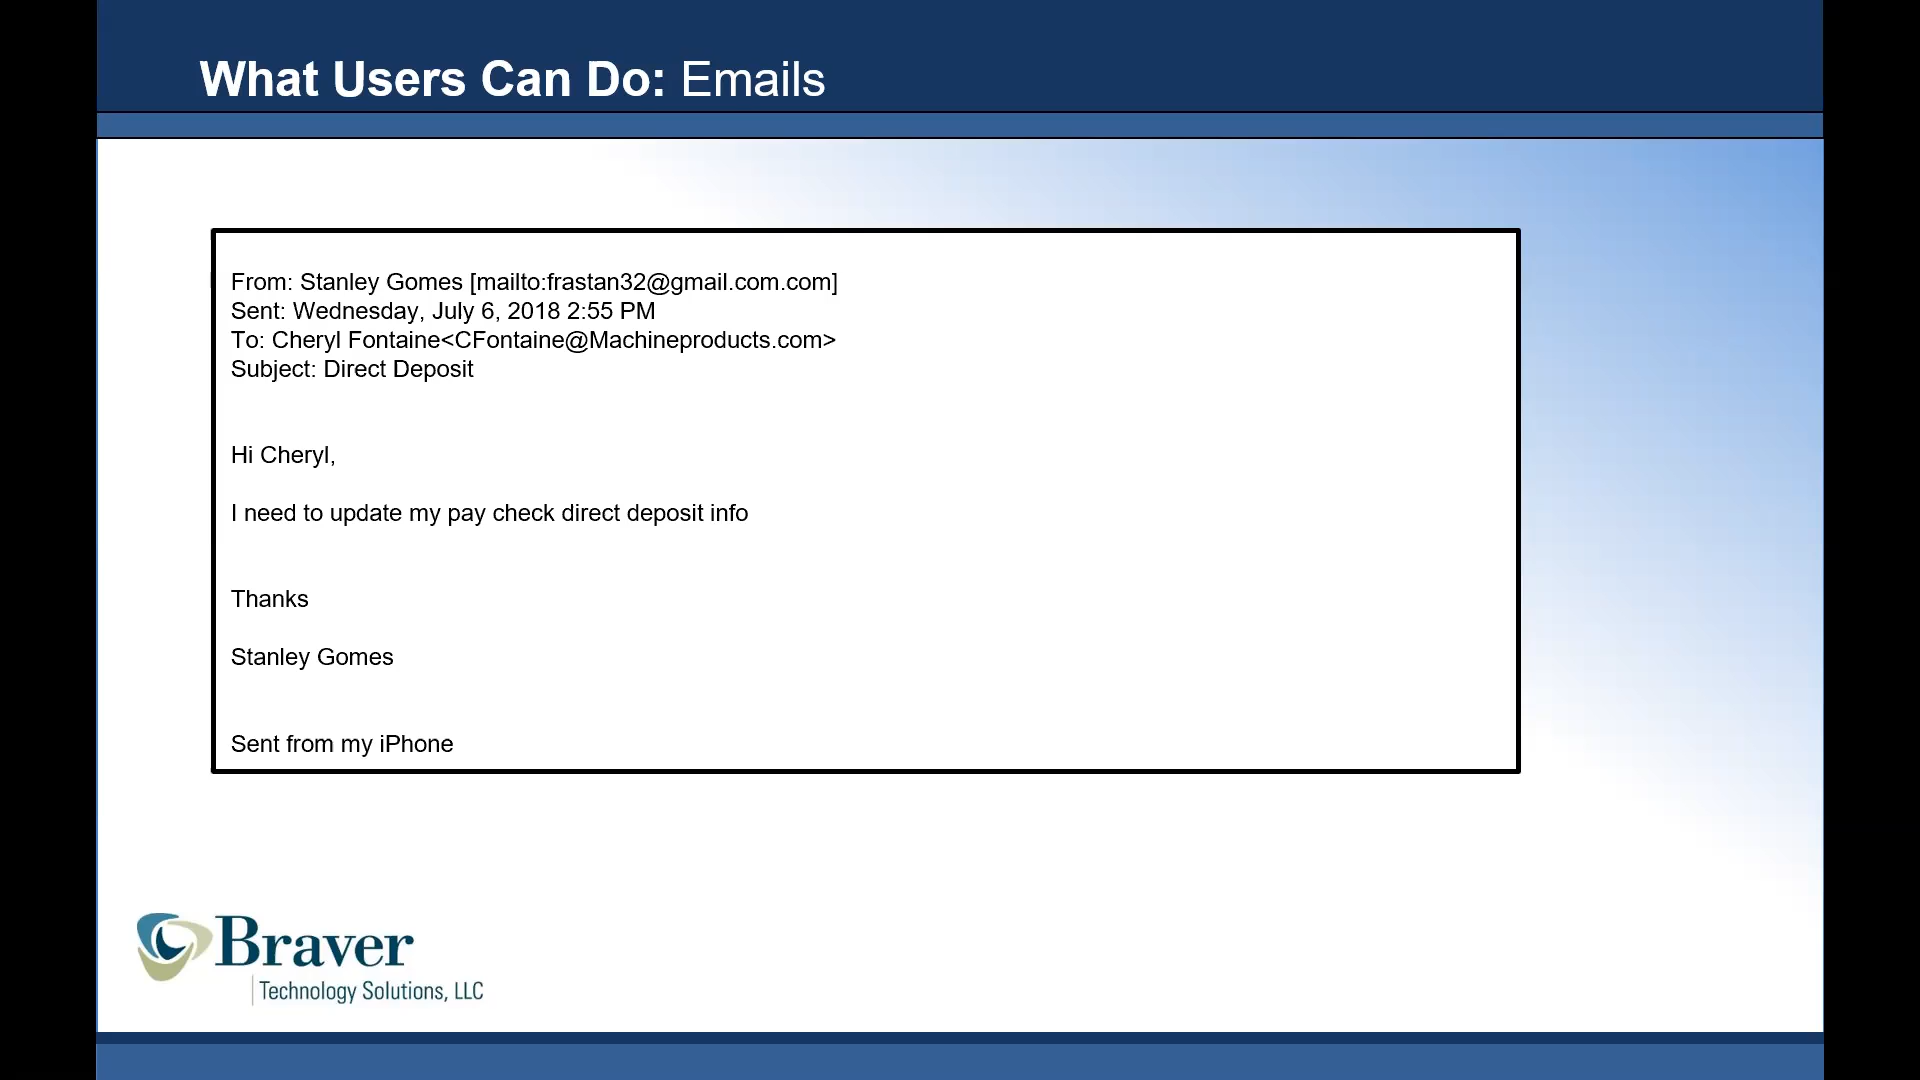 What Users Can Do: Emails
From: Stanley Gomes [mailto:frastan32@gmail.com.com]
Sent: Wednesday, July 6, 2018 2:55 PM
To: Cheryl Fontaine<CFontaine@Machineproducts.com>
Subject: Direct Deposit
Hi Cheryl,
I need to update my pay check direct deposit info
Thanks
Stanley Gomes
Sent from my iPhone
Braver
Technology Solutions, LLC